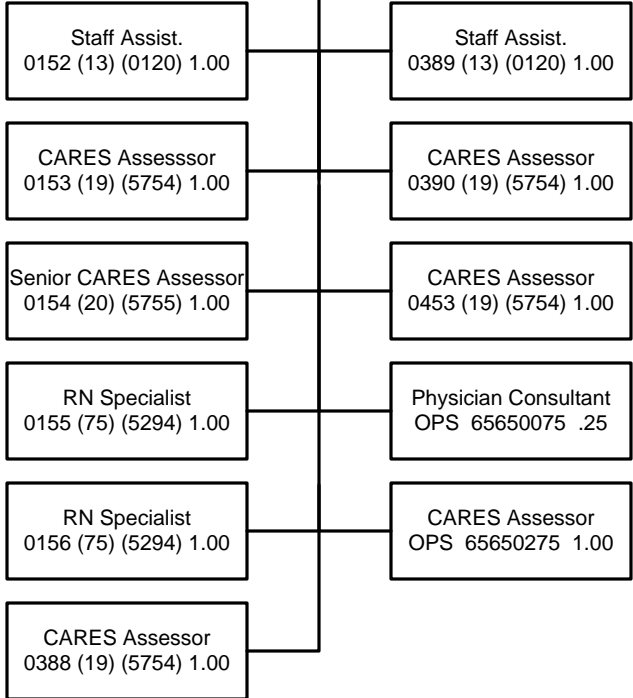 Staff Assist.
0152 (13) (0120) 1.00
CARES Assesssor
0153 (19) (5754) 1.00
Senior CARES Assessor
0154 (20) (5755) 1.00
RN Specialist
0155 (75) (5294) 1.00
RN Specialist
0156 (75) (5294) 1.00
CARES Assessor
0388 (19) (5754) 1.00
Staff Assist.
0389 (13) (0120) 1.00
CARES Assessor
0390 (19) (5754) 1.00
CARES Assessor
0453 (19) (5754) 1.00
Physician Consultant
OPS 65650075 .25
CARES Assessor
OPS 65650275 1.00